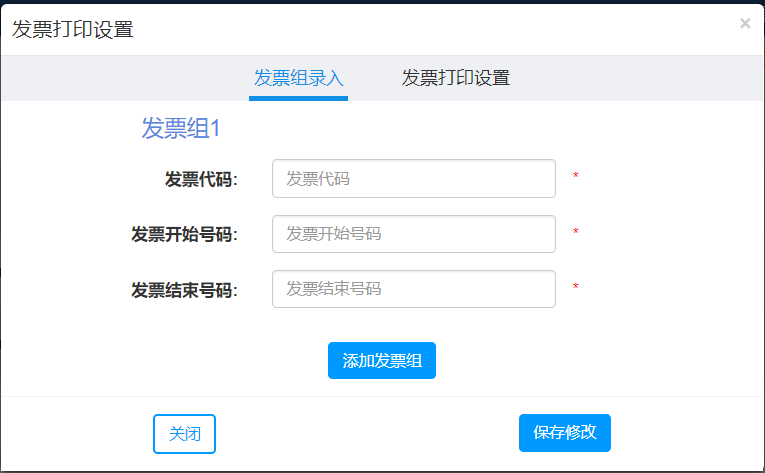 发票打印设置 ×
发票组录入 发票打印设置
发票组1
发票代码: 发票代码 *
发票开始号码: 发票开始号码 *
发票结束号码: 发票结束号码 *
添加发票组
关闭 保存修改